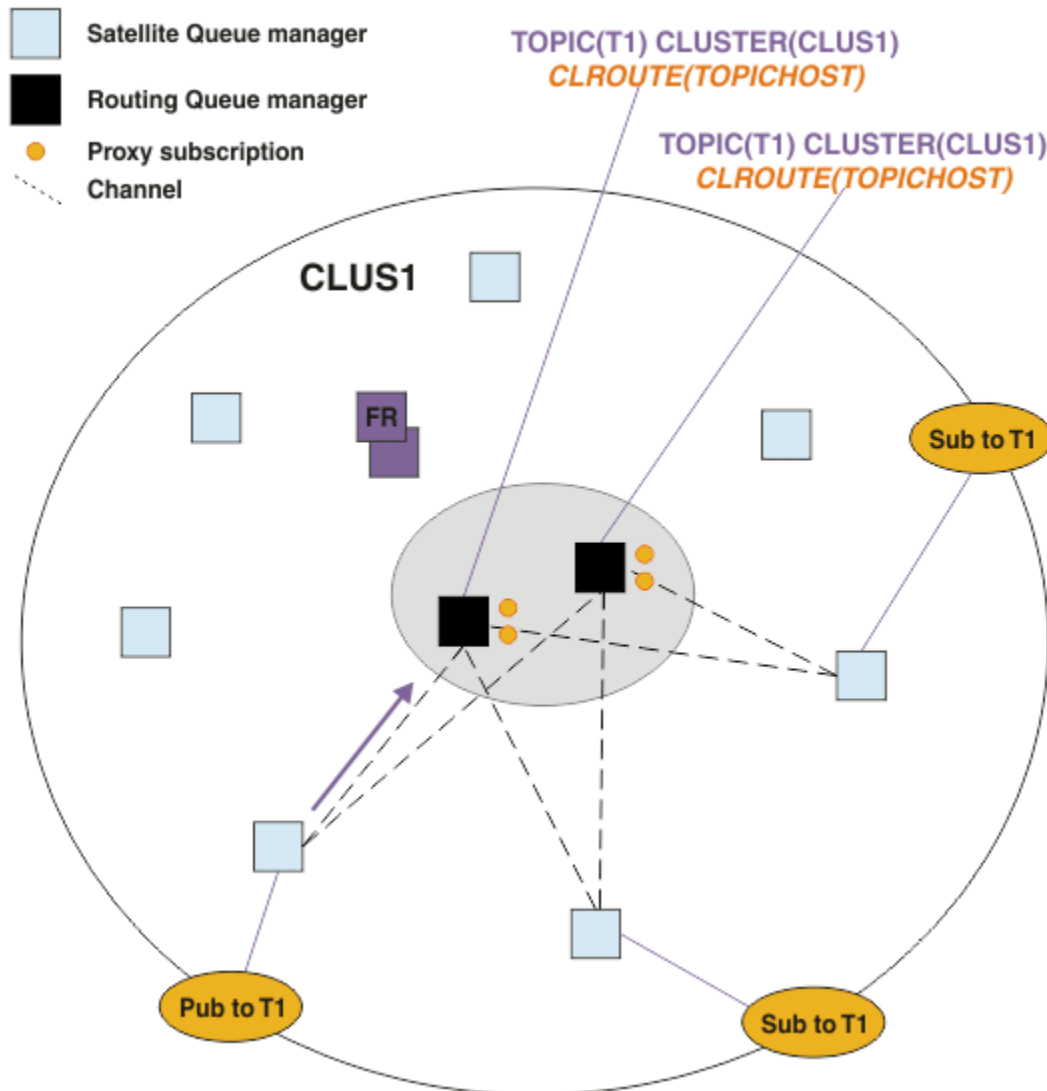 Satellite Queue manager
Routing Queue manager
Proxy subscription
Channel
TOPIC(T1) CLUSTER(CLUS1)
CLROUTE(TOPICHOST)
TOPIC(T1) CLUSTER(CLUS1)
CLROUTE(TOPICHOST)
CLUS1
FR
Sub to T1
Pub to T1
Sub to T1